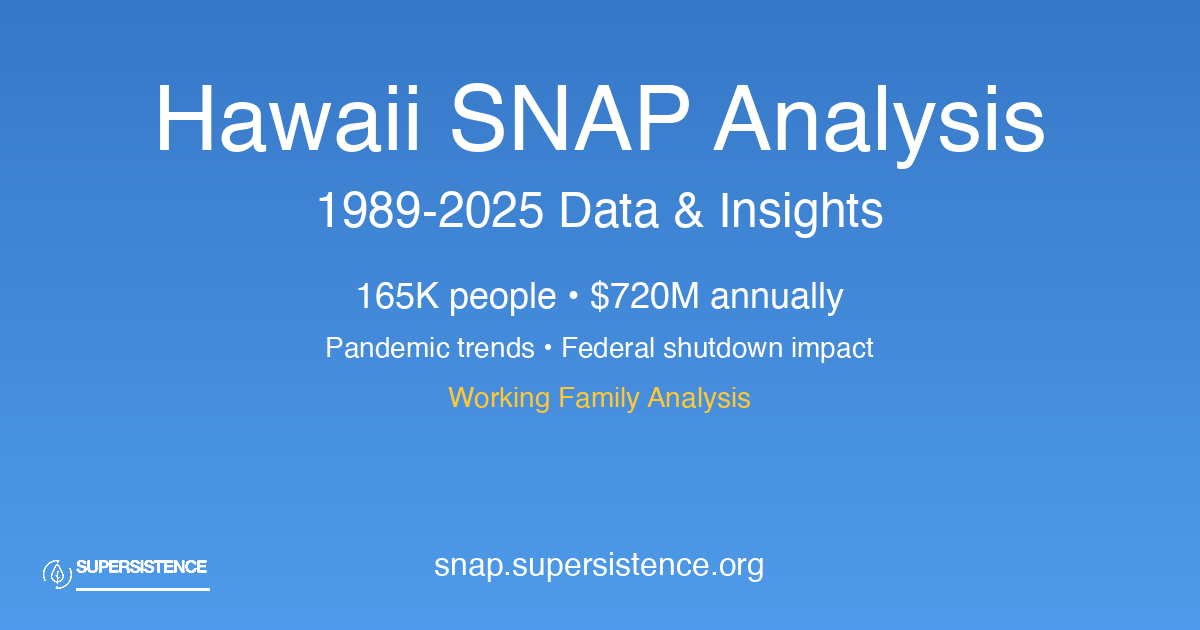 Hawaii SNAP Analysis
1989-2025 Data & Insights
165K people • $720M annually
Pandemic trends • Federal shutdown impact
Working Family Analysis
SUPERSISTENCE
snap.supersistence.org